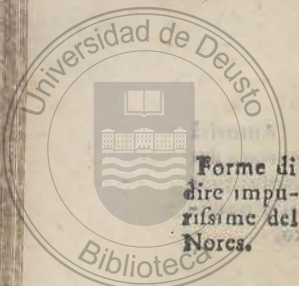 Universidad de Deusto
Forme di
dire impu-
rissime del
Nores.
Biblioteca